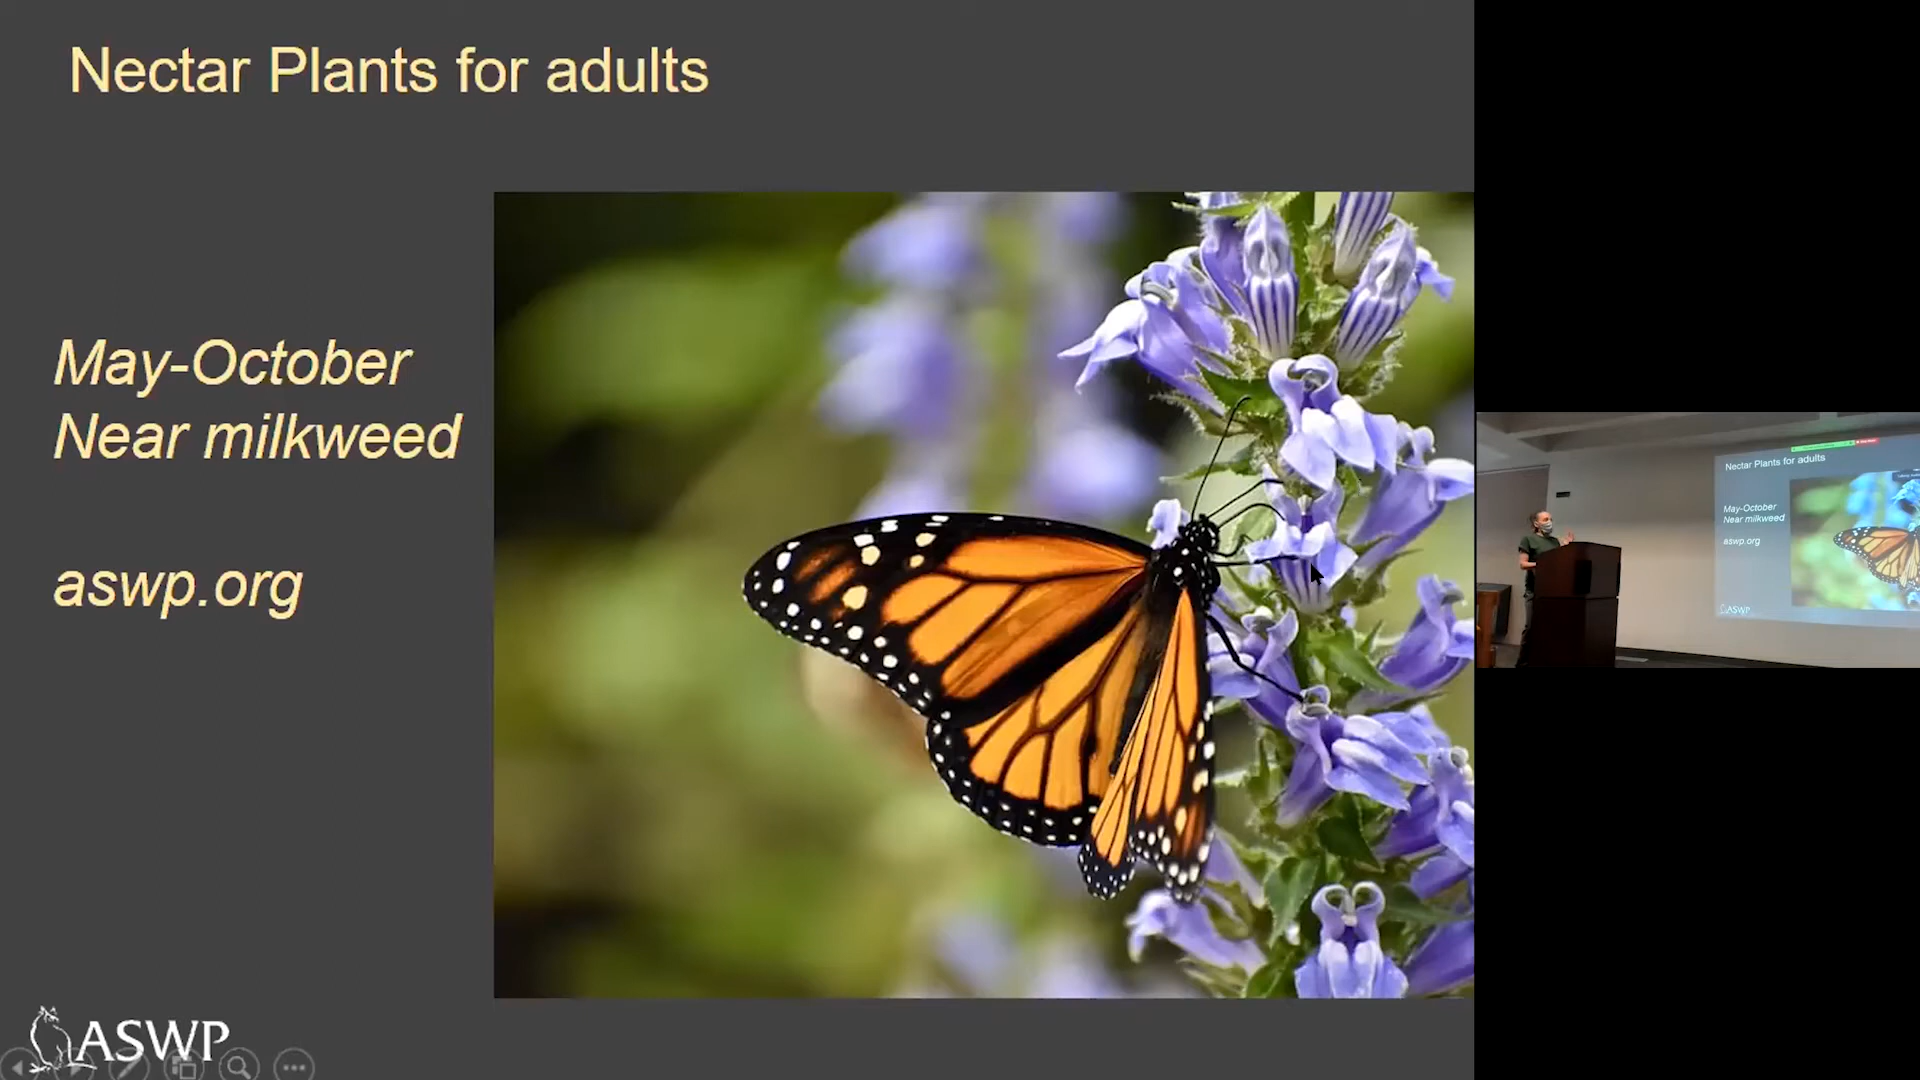 Nectar Plants for adults
May-October
Near milkweed
aswp.org
ASWP
Nectar Plants for adults
May-October
Near milkweed
aswp.org
ASWP